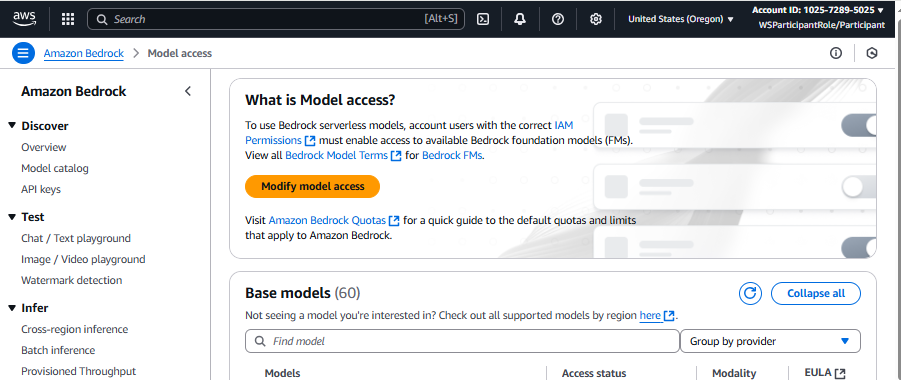 aws
Search [Alt+S] United States (Oregon) Account ID: 1025-7289-5025
WSParticipantRole/Participant
Amazon Bedrock > Model access
Amazon Bedrock
Discover
Overview
Model catalog
API keys
Test
Chat / Text playground
Image / Video playground
Watermark detection
Infer
Cross-region inference
Batch inference
Provisioned Throughput
What is Model access?
To use Bedrock serverless models, account users with the correct IAM
Permissions must enable access to available Bedrock foundation models (FMs).
View all Bedrock Model Terms for Bedrock FMs.
Modify model access
Visit Amazon Bedrock Quotas for a quick guide to the default quotas and limits
that apply to Amazon Bedrock.
Base models (60)
Collapse all
Not seeing a model you're interested in? Check out all supported models by region here.
Find model
Group by provider
Models Access status Modality EULA